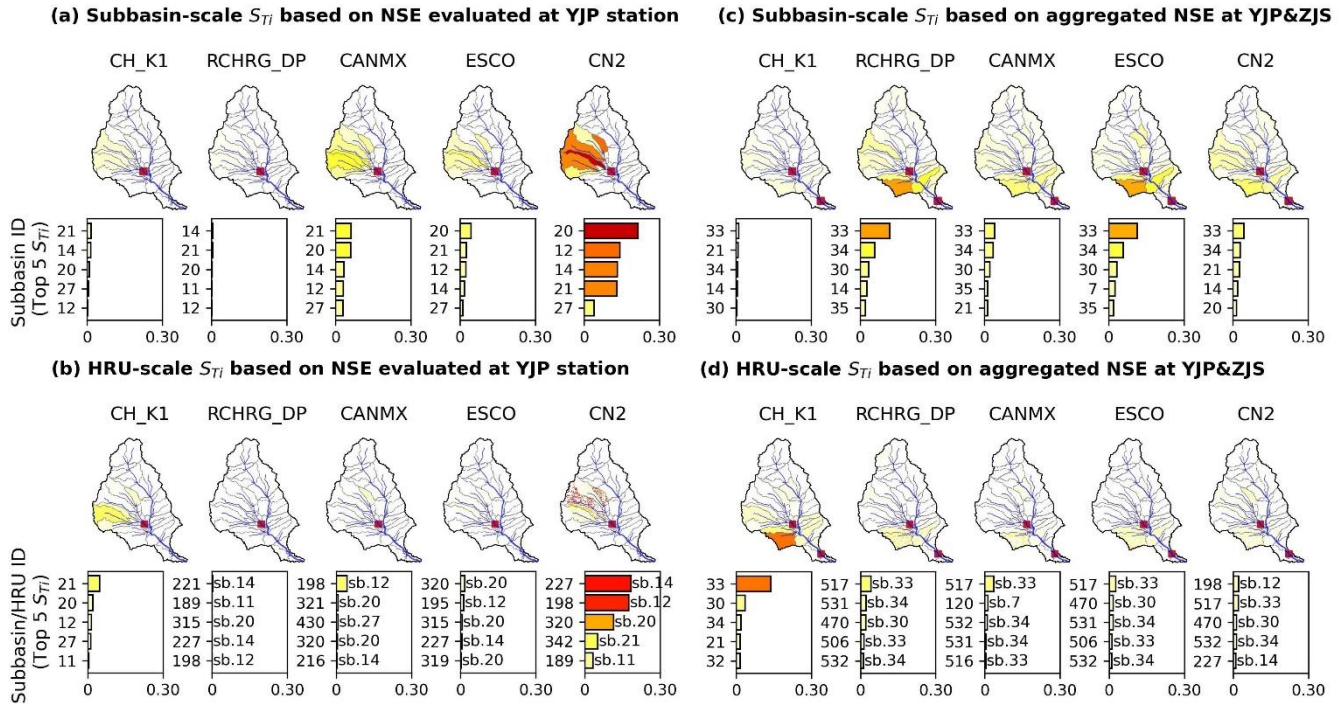 (a) Subbasin-scale S_Ti based on NSE evaluated at YJP station
CH_K1 RCHRG_DP CANMX ESCO CN2
Subbasin ID
(Top 5 S_Ti)
21 14 21 20 20
14 21 20 21 12
20 20 14 12 14
27 11 12 14 21
12 12 27 11 27
0 0.30 0 0.30 0 0.30 0 0.30 0 0.30
(c) Subbasin-scale S_Ti based on aggregated NSE at YJP&ZJS
CH_K1 RCHRG_DP CANMX ESCO CN2
33 33 33 33 33
21 34 34 34 34
34 30 30 30 21
14 14 35 7 14
30 35 21 35 20
0 0.30 0 0.30 0 0.30 0 0.30 0 0.30
(b) HRU-scale S_Ti based on NSE evaluated at YJP station
CH_K1 RCHRG_DP CANMX ESCO CN2
Subbasin/HRU ID
(Top 5 S_Ti)
21 221 sb.14 198 sb.12 320 sb.20 227 sb.14
20 189 sb.11 321 sb.20 195 sb.12 198 sb.12
12 315 sb.20 430 sb.27 315 sb.20 320 sb.20
27 227 sb.14 320 sb.20 227 sb.14 342 sb.21
11 198 sb.12 216 sb.14 319 sb.20 189 sb.11
0 0.30 0 0.30 0 0.30 0 0.30 0 0.30
(d) HRU-scale S_Ti based on aggregated NSE at YJP&ZJS
CH_K1 RCHRG_DP CANMX ESCO CN2
33 517 sb.33 517 sb.33 517 sb.33 198 sb.12
30 531 sb.34 120 sb.7 470 sb.30 517 sb.33
34 470 sb.30 532 sb.34 531 sb.34 470 sb.30
21 506 sb.33 531 sb.34 506 sb.33 532 sb.34
32 532 sb.34 516 sb.33 532 sb.34 227 sb.14
0 0.30 0 0.30 0 0.30 0 0.30 0 0.30